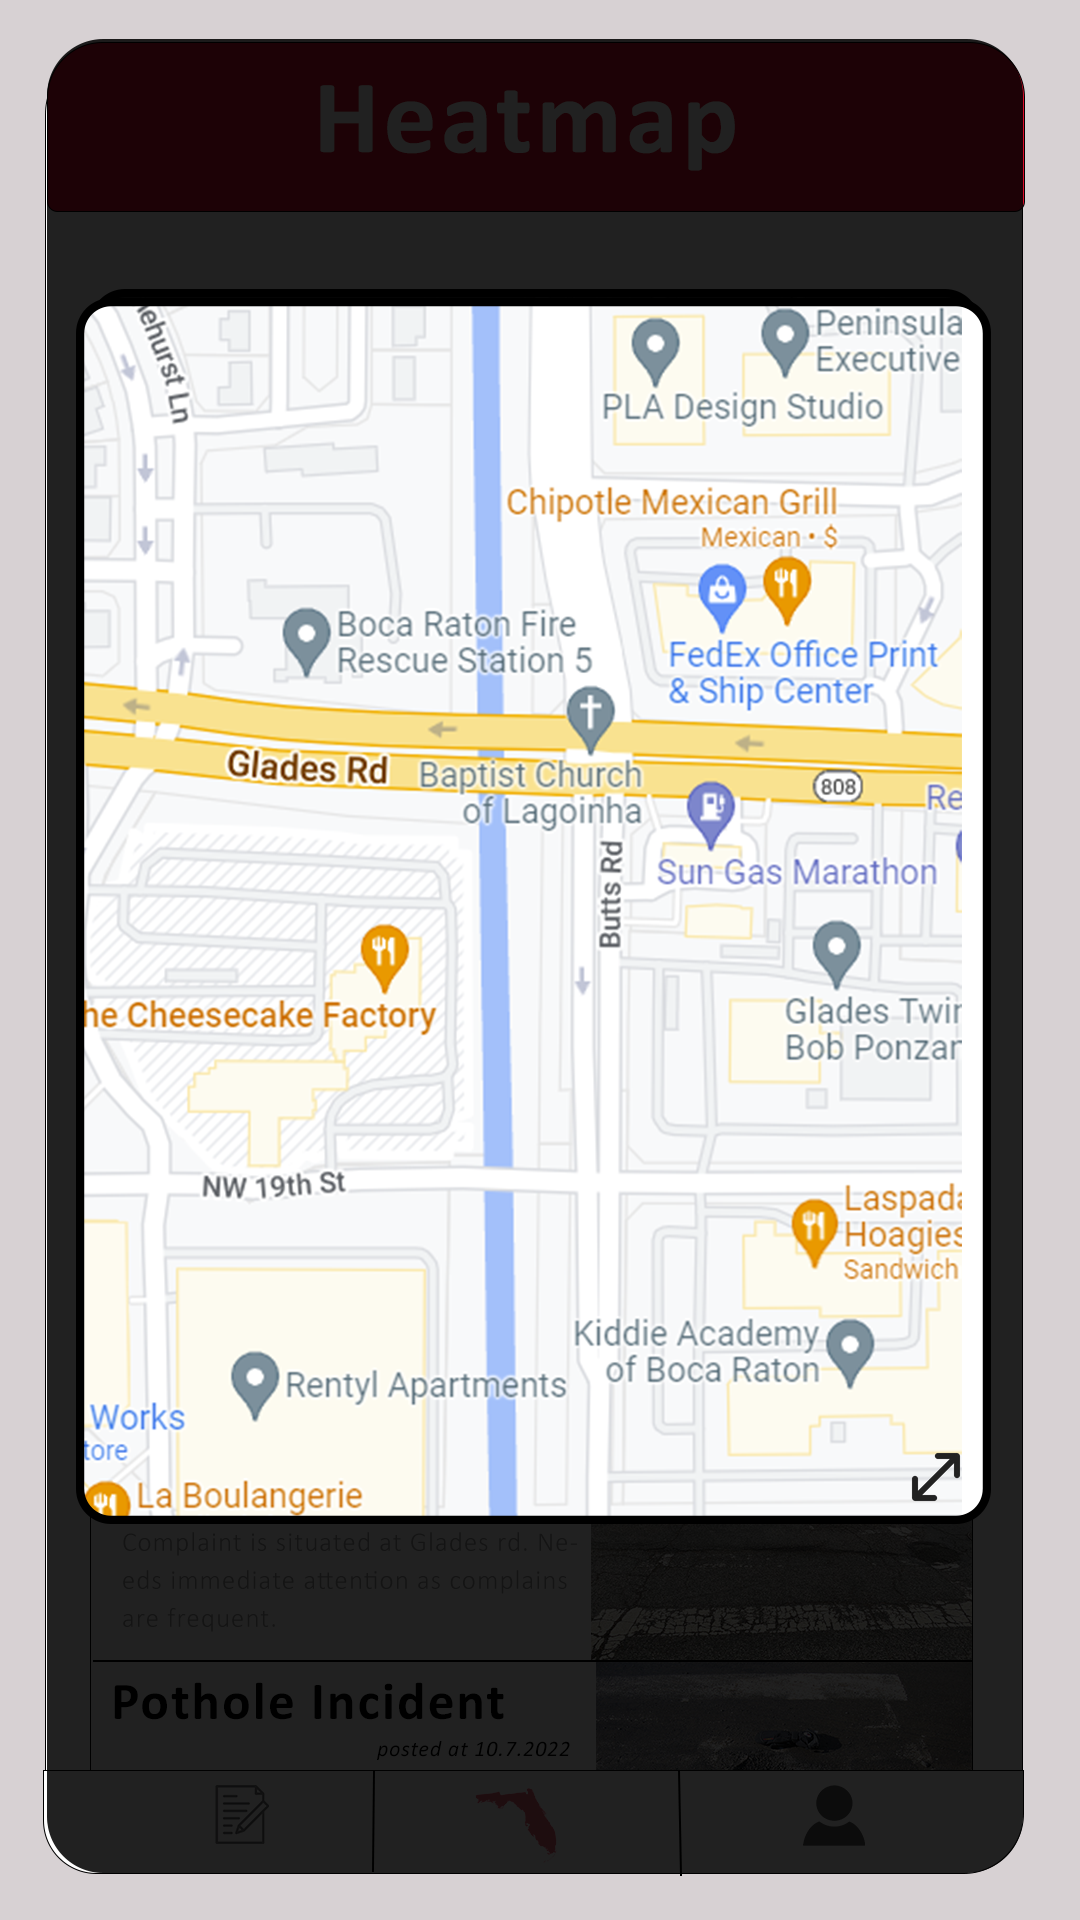 Heatmap
ehurst Ln
Peninsula
Executive
PLA Design Studio
Chipotle Mexican Grill
Mexican • $
Boca Raton Fire
Rescue Station 5
FedEx Office Print
& Ship Center
Glades Rd
Baptist Church
of Lagoinha
808
Re
Sun Gas Marathon
Butts Rd
he Cheesecake Factory
Glades Twin
Bob Ponzar
NW 19th St
Laspada
Hoagies
Sandwich
Kiddie Academy
of Boca Raton
Rentyl Apartments
Works
tore
La Boulangerie
Complaint is situated at Glades rd. Ne-
eds immediate attention as complains
are frequent.
Pothole Incident
posted at 10.7.2022